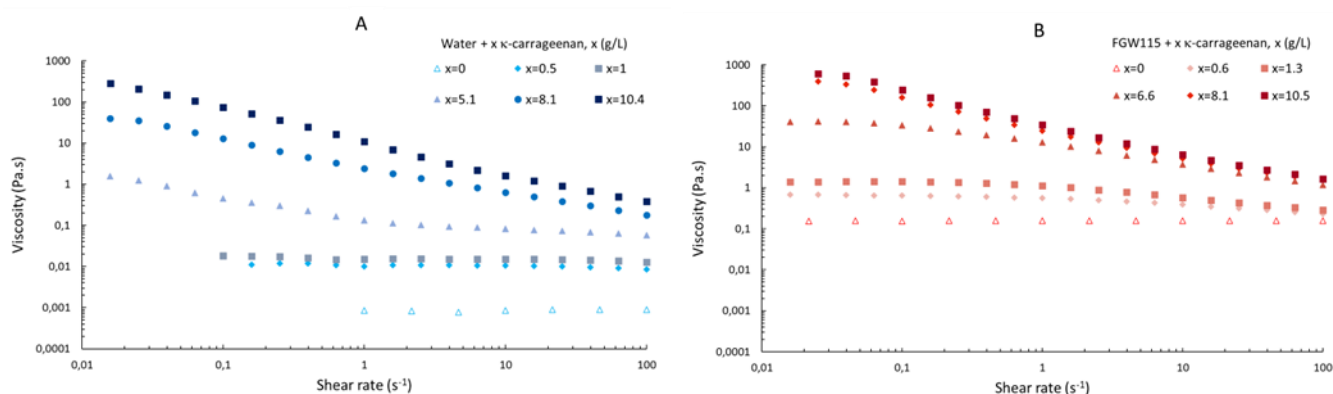 A
Water + x κ-carrageenan, x (g/L)
x=0 x=0.5 x=1
x=5.1 x=8.1 x=10.4
1000
100
10
1
0,1
0,01
0,001
0,0001
0,01 0,1 1 10 100
Viscosity (Pa.s)
Shear rate (s⁻¹)
B
FGW115 + x κ-carrageenan, x (g/L)
x=0 x=0.6 x=1.3
x=6.6 x=8.1 x=10.5
1000
100
10
1
0,1
0,01
0,001
0,0001
0,01 0,1 1 10 100
Viscosity (Pa.s)
Shear rate (s⁻¹)